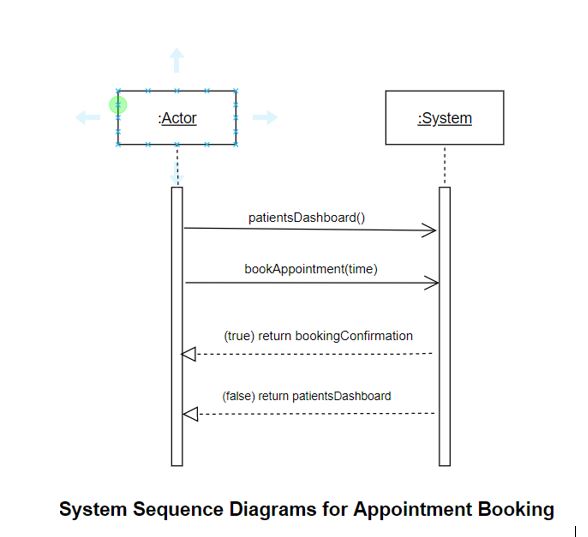 :Actor
:System
patientsDashboard()
bookAppointment(time)
(true) return bookingConfirmation
(false) return patientsDashboard
System Sequence Diagrams for Appointment Booking